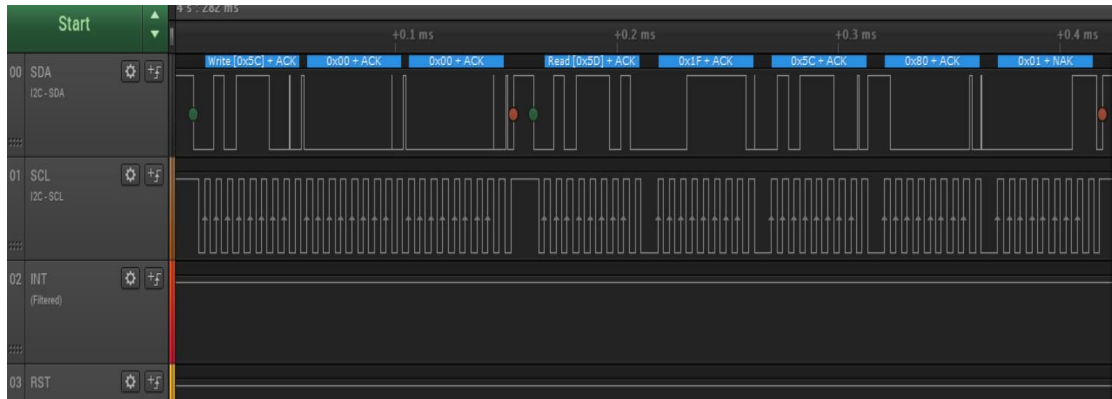 4 s : 282 ms
Start
+0.1 ms +0.2 ms +0.3 ms +0.4 ms
Write [0x5C] + ACK 0x00 + ACK 0x00 + ACK Read [0x5D] + ACK 0x1F + ACK 0x5C + ACK 0x80 + ACK 0x01 + NAK
00 SDA
I2C - SDA
01 SCL
I2C - SCL
02 INT
(Filtered)
03 RST